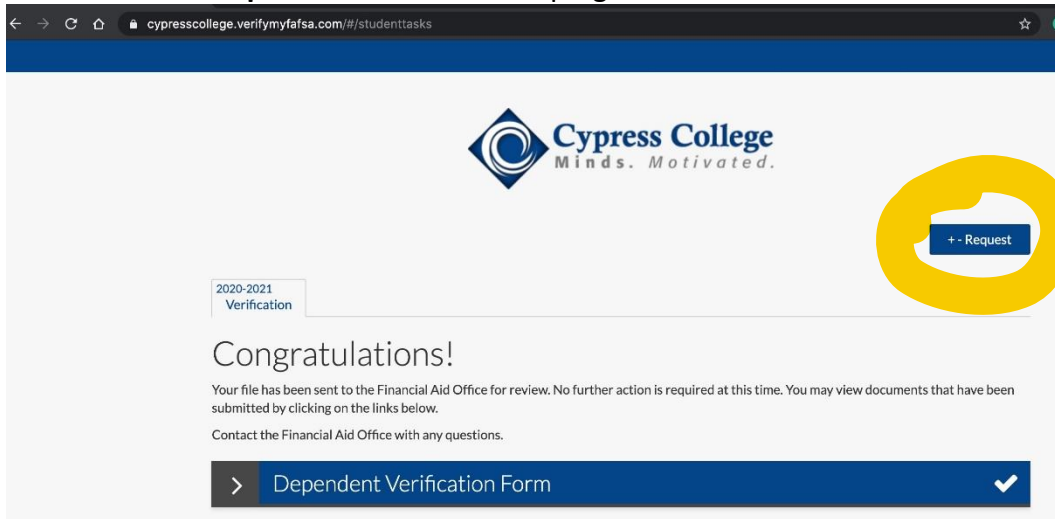 cypresscollege.verifymyfafsa.com/#/studenttasks
Cypress College
Minds. Motivated.
+ - Request
2020-2021
Verification
Congratulations!
Your file has been sent to the Financial Aid Office for review. No further action is required at this time. You may view documents that have been
submitted by clicking on the links below.
Contact the Financial Aid Office with any questions.
Dependent Verification Form